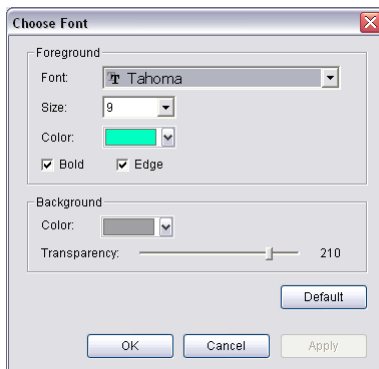 Choose Font
Foreground
Font: Tahoma
Size: 9
Color:
Bold Edge
Background
Color:
Transparency: 210
Default
OK Cancel Apply